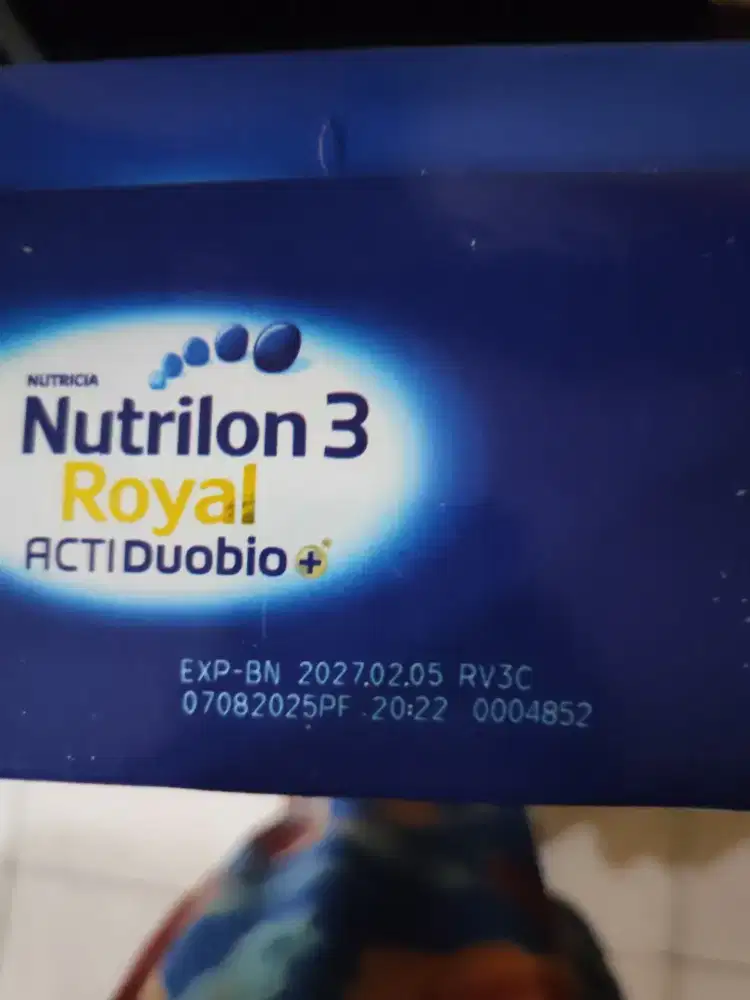 NUTRICIA
Nutrilon 3
Royal
ACTIDuobio+
EXP-BN 2027.02.05 RV3C
07082025PF .20:22 0004852